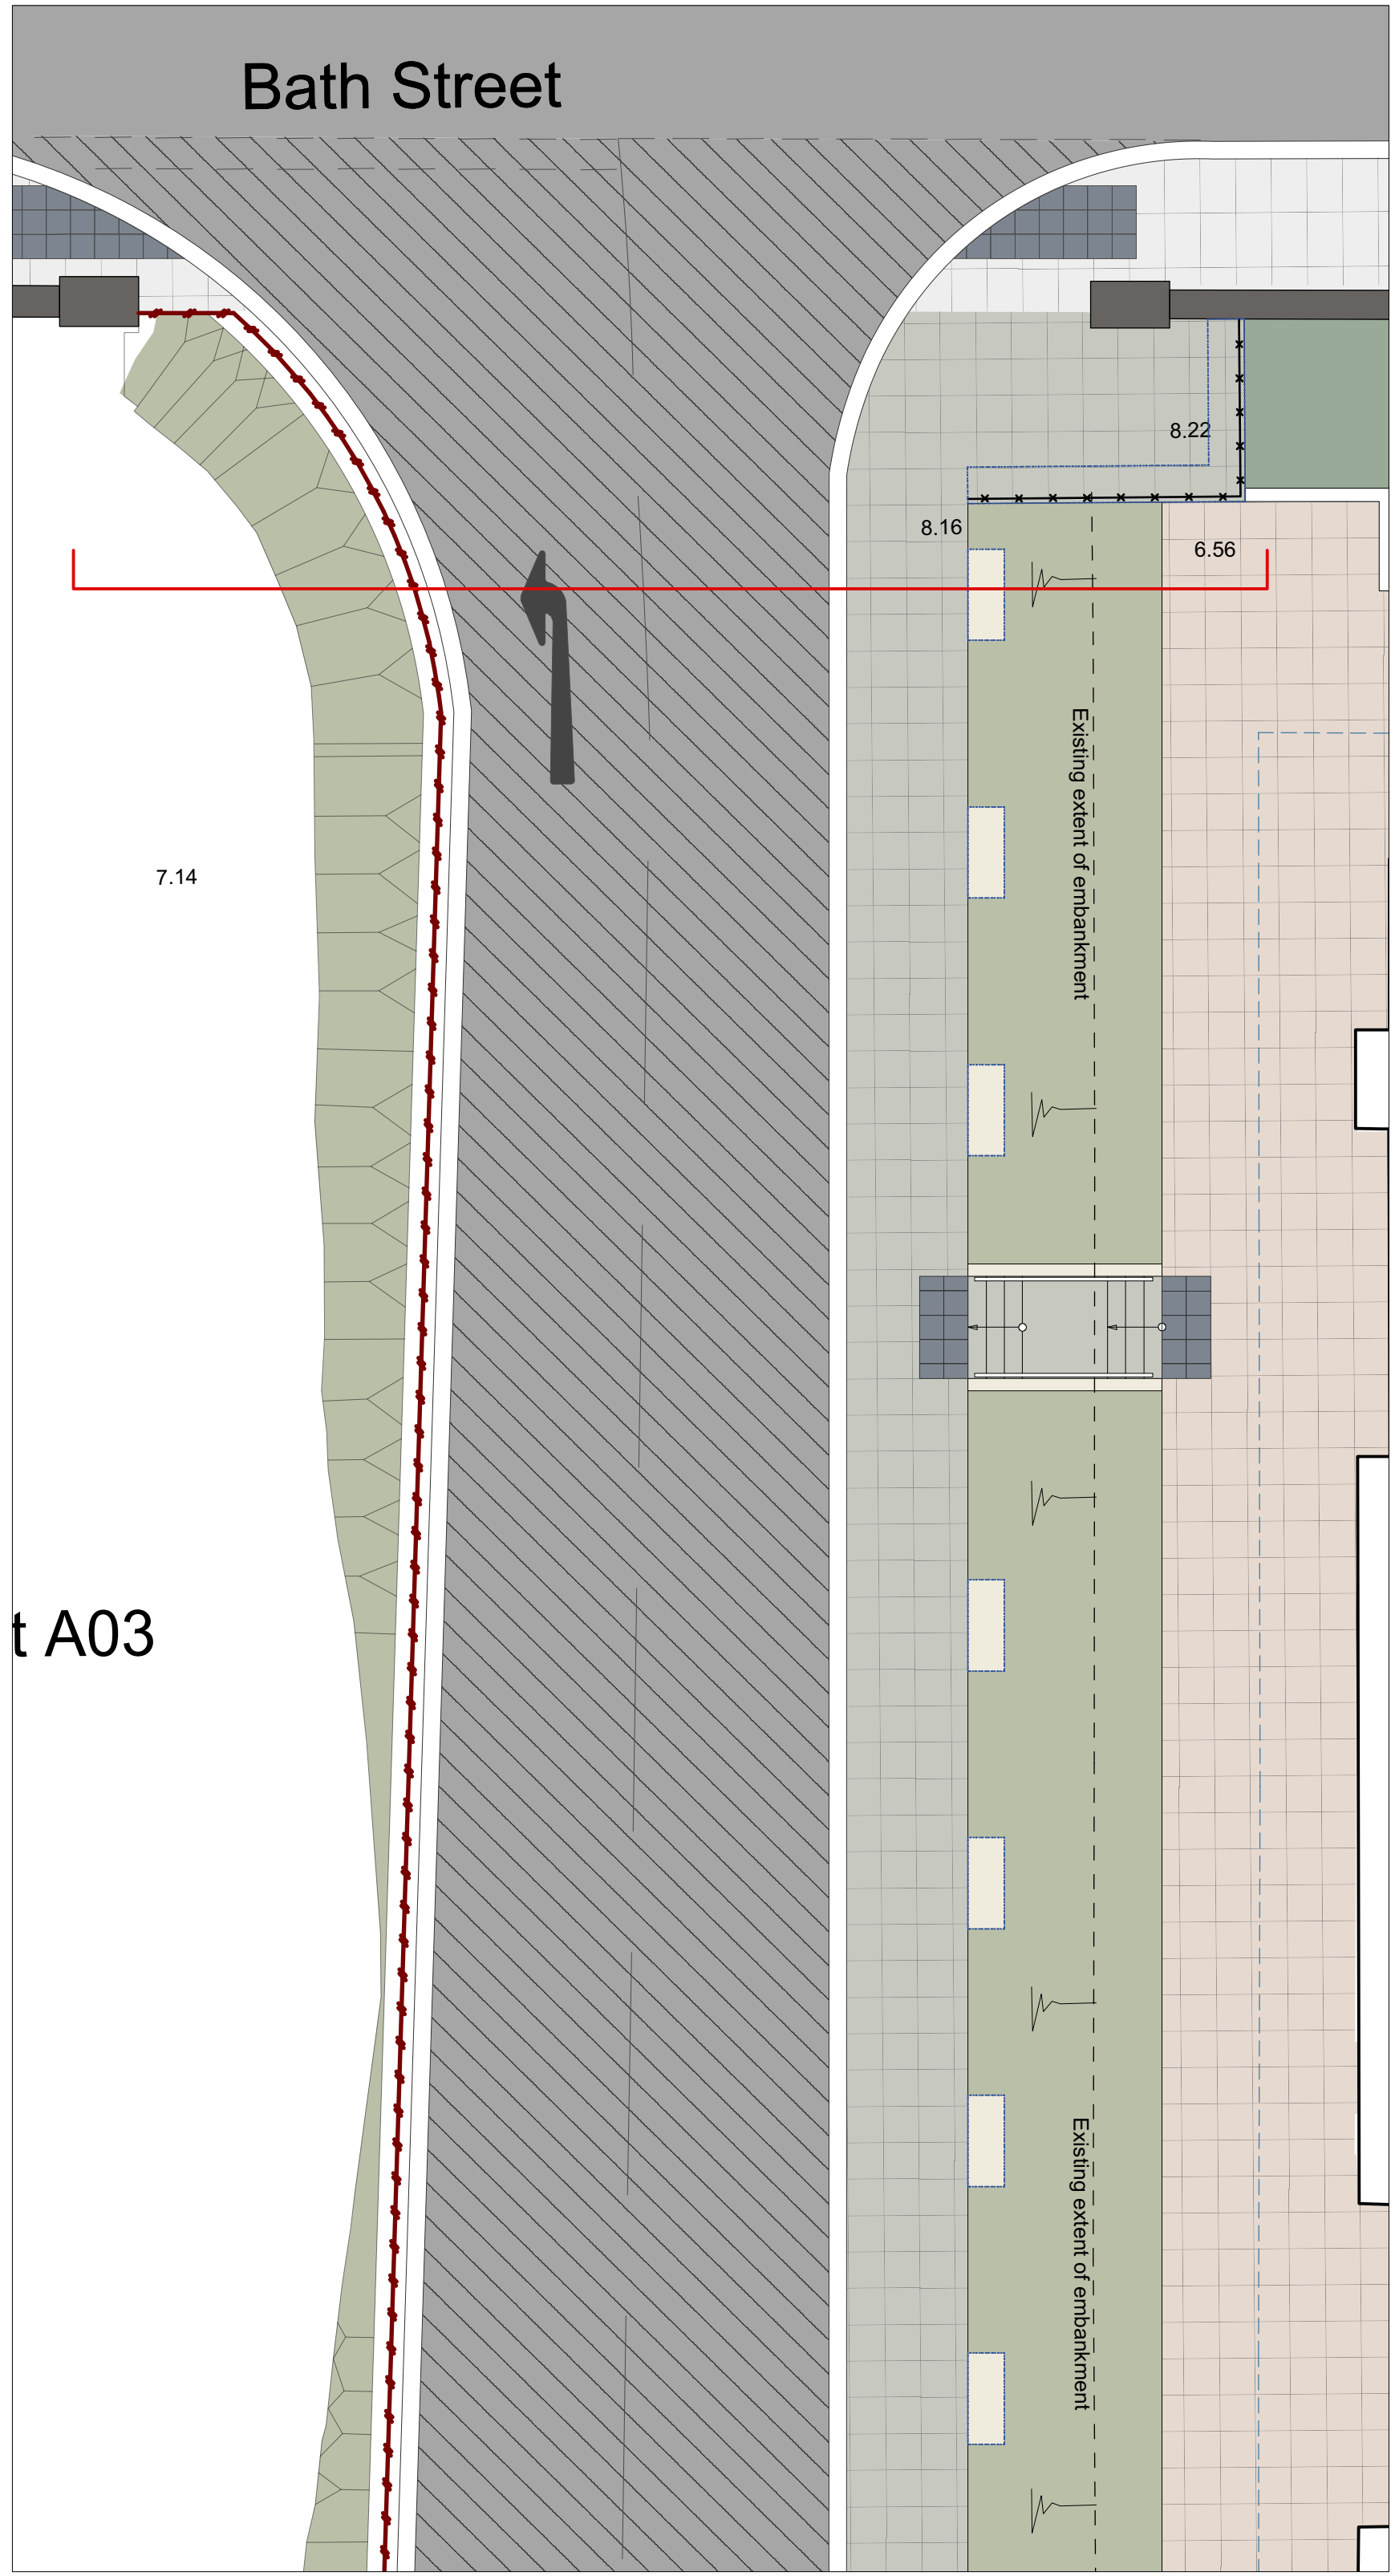 Bath Street
8.22
8.16
6.56
Existing extent of embankment
7.14
t A03
Existing extent of embankment